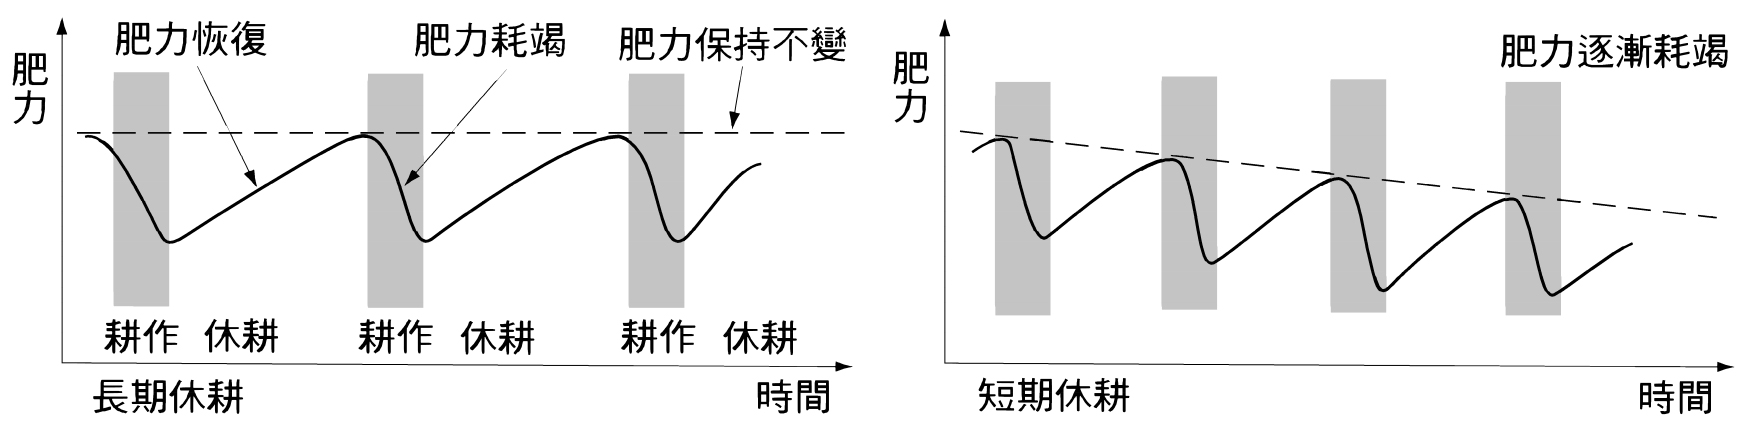 肥力
肥力恢復
肥力耗竭
肥力保持不變
耕作
休耕
耕作
休耕
耕作
休耕
長期休耕
時間
肥力
肥力逐漸耗竭
短期休耕
時間